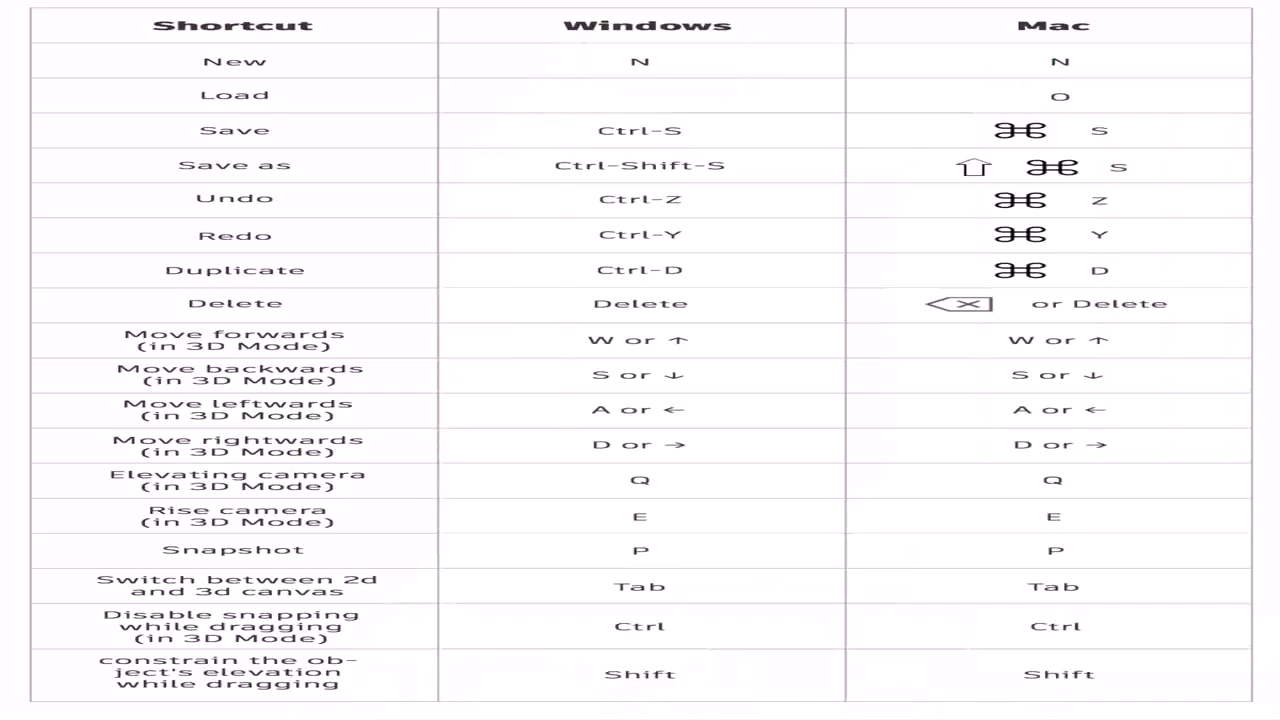 Shortcut Windows Mac
New N N
Load O
Save Ctrl-S ⌘ S
Save as Ctrl-Shift-S ⇧ ⌘ S
Undo Ctrl-Z ⌘ Z
Redo Ctrl-Y ⌘ Y
Duplicate Ctrl-D ⌘ D
Delete Delete ⌫ or Delete
Move forwards
(in 3D Mode) W or ↑ W or ↑
Move backwards
(in 3D Mode) S or ↓ S or ↓
Move leftwards
(in 3D Mode) A or ← A or ←
Move rightwards
(in 3D Mode) D or → D or →
Elevating camera
(in 3D Mode) Q Q
Rise camera
(in 3D Mode) E E
Snapshot P P
Switch between 2d
and 3d canvas Tab Tab
Disable snapping
while dragging
(in 3D Mode) Ctrl Ctrl
constrain the ob-
ject's elevation
while dragging Shift Shift